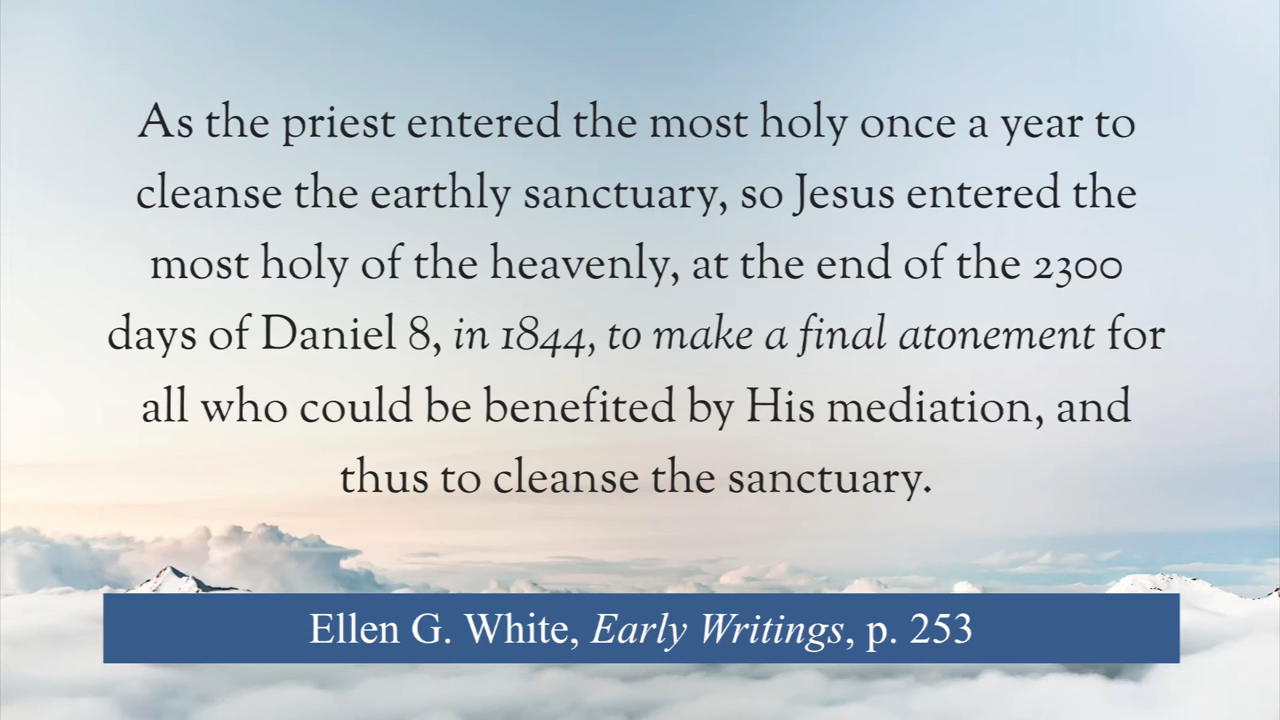 As the priest entered the most holy once a year to
cleanse the earthly sanctuary, so Jesus entered the
most holy of the heavenly, at the end of the 2300
days of Daniel 8, in 1844, to make a final atonement for
all who could be benefited by His mediation, and
thus to cleanse the sanctuary.
Ellen G. White, Early Writings, p. 253